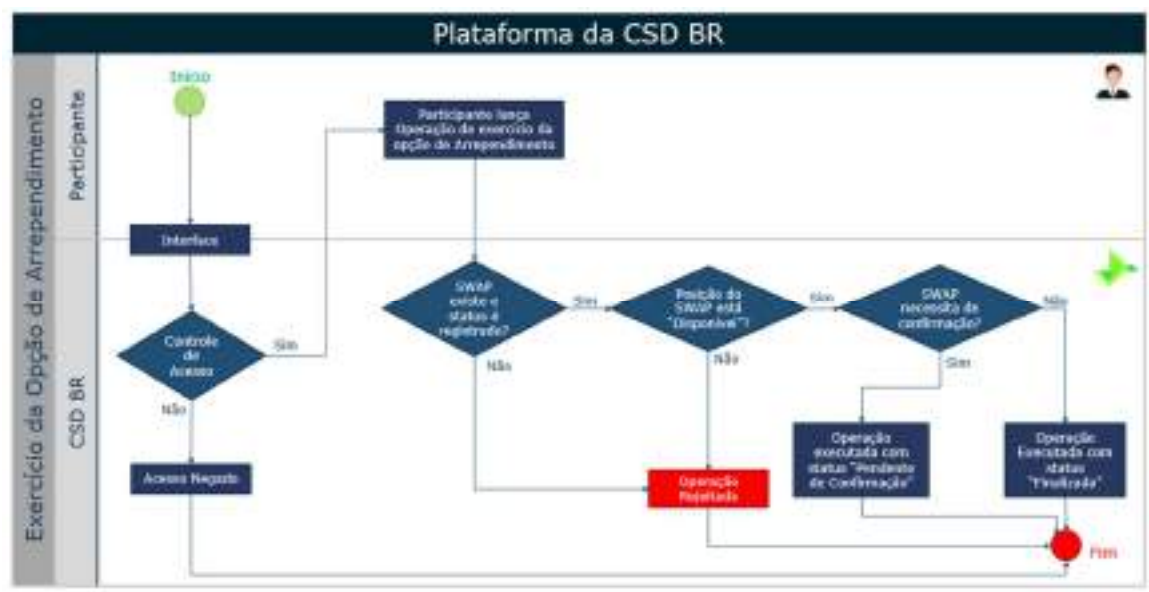 Plataforma da CSD BR
Exercício da Opção de Arrependimento
Participante
CSD BR
Início
Participante lança
Operação de exercício da
opção de Arrependimento
Interface
Controle
de
Acesso
Sim
Não
Acesso Negado
SWAP
existe e
status é
registrado?
Sim
Não
Posição do
SWAP está
"Disponível"?
Sim
Não
SWAP
necessita de
confirmação?
Não
Sim
Operação
Rejeitada
Operação
executada com
status "Pendente
de Confirmação"
Operação
Executada com
status
"Finalizada"
Fim